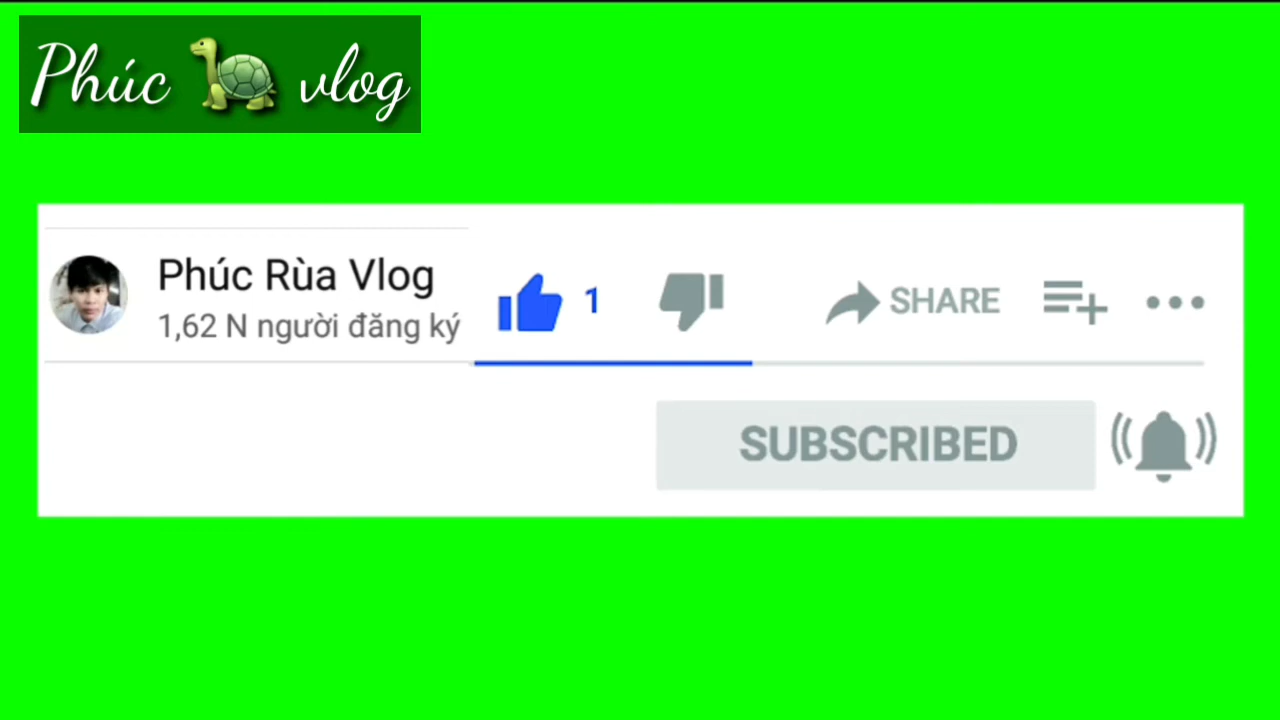 Phúc 🐢 vlog
Phúc Rùa Vlog
1,62 N người đăng ký
1
SHARE
SUBSCRIBED